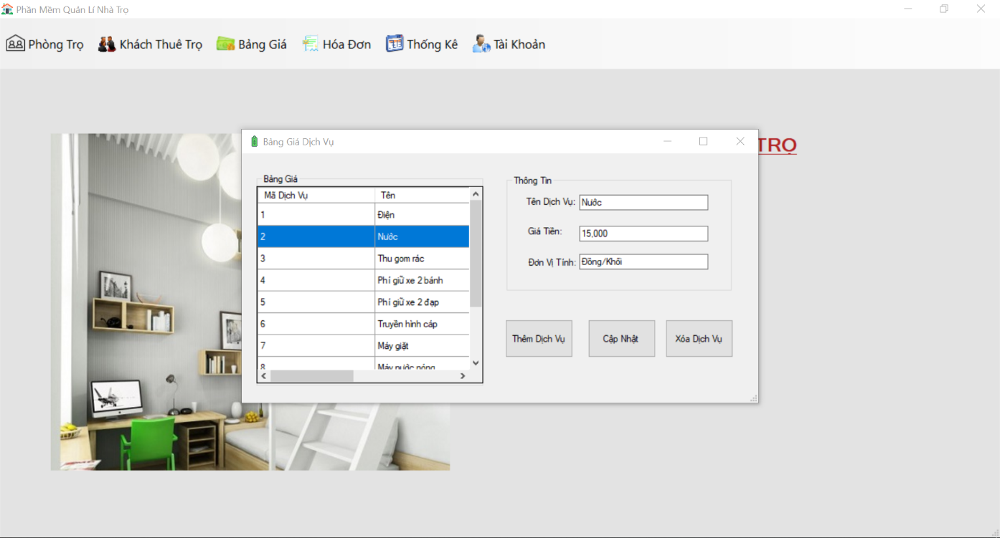 Phần Mềm Quản Lí Nhà Trọ
Phòng Trọ Khách Thuê Trọ Bảng Giá Hóa Đơn Thống Kê Tài Khoản
TRỌ
Bảng Giá Dịch Vụ
Bảng Giá
Mã Dịch Vụ Tên
1 Điện
2 Nước
3 Thu gom rác
4 Phí giữ xe 2 bánh
5 Phí giữ xe 2 đạp
6 Truyền hình cáp
7 Máy giặt
8 Máy nước nóng
Thông Tin
Tên Dịch Vụ: Nước
Giá Tiền: 15,000
Đơn Vị Tính: Đồng/Khối
Thêm Dịch Vụ Cập Nhật Xóa Dịch Vụ